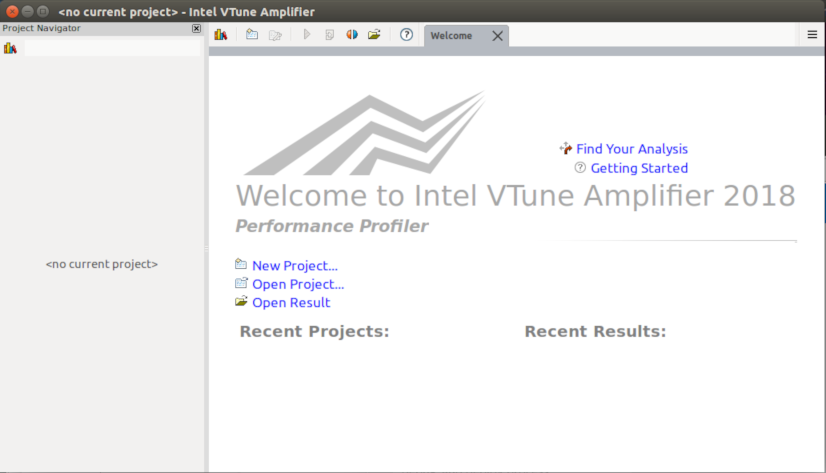 <no current project> - Intel VTune Amplifier
Project Navigator
Welcome
<no current project>
Find Your Analysis
Getting Started
Welcome to Intel VTune Amplifier 2018
Performance Profiler
New Project...
Open Project...
Open Result
Recent Projects:
Recent Results: